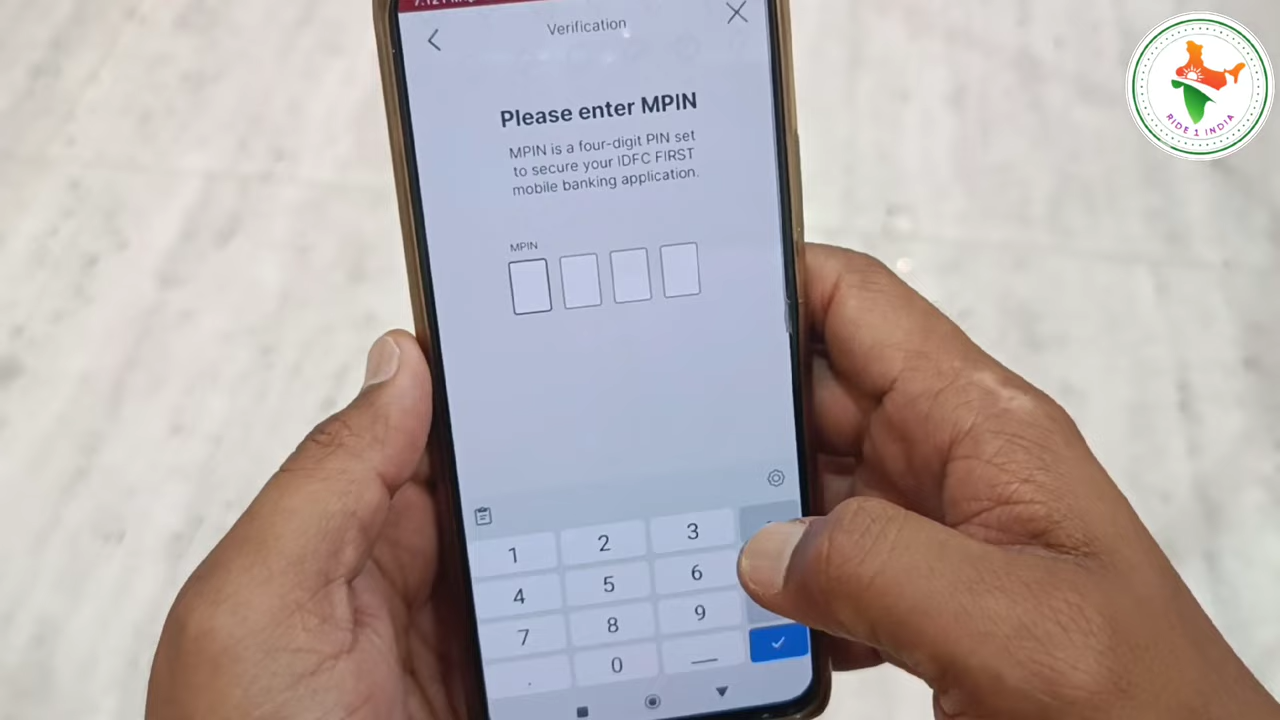 Verification
Please enter MPIN
MPIN is a four-digit PIN set
to secure your IDFC FIRST
mobile banking application.
MPIN
1 2 3
4 5 6
7 8 9
. 0
RIDE 1 INDIA